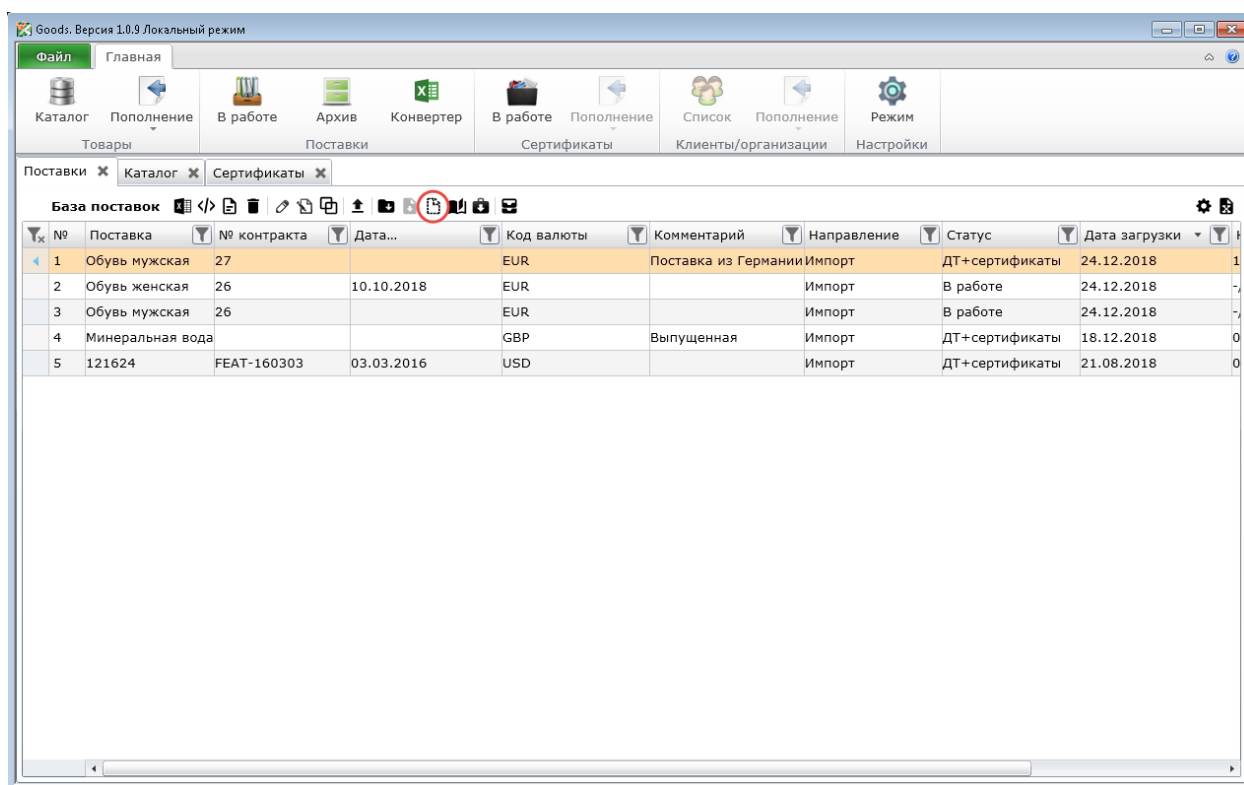 Goods. Версия 1.0.9 Локальный режим
Файл Главная
Каталог Пополнение В работе Архив Конвертер В работе Пополнение Список Пополнение Режим
Товары Поставки Сертификаты Клиенты/организации Настройки
Поставки Каталог Сертификаты
База поставок
№ Поставка № контракта Дата... Код валюты Комментарий Направление Статус Дата загрузки
1 Обувь мужская 27 EUR Поставка из Германии Импорт ДТ+сертификаты 24.12.2018 1
2 Обувь женская 26 10.10.2018 EUR Импорт В работе 24.12.2018 -
3 Обувь мужская 26 EUR Импорт В работе 24.12.2018 -
4 Минеральная вода GBP Выпущенная Импорт ДТ+сертификаты 18.12.2018 0
5 121624 FEAT-160303 03.03.2016 USD Импорт ДТ+сертификаты 21.08.2018 0